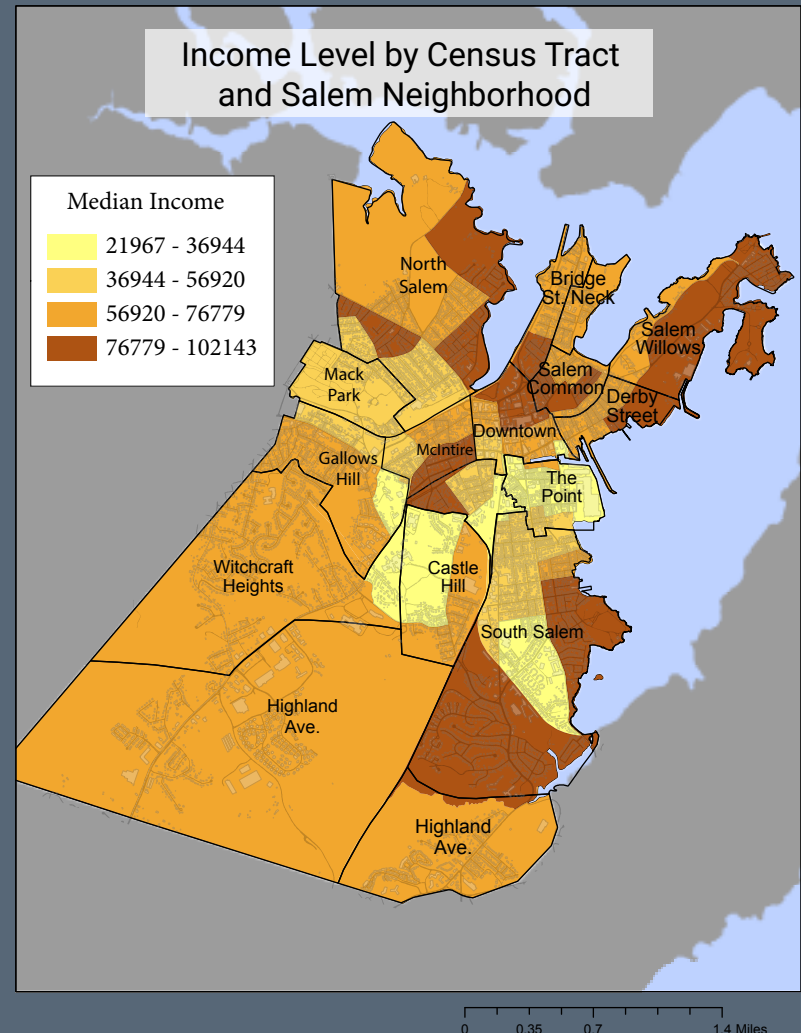 Income Level by Census Tract
and Salem Neighborhood
Median Income
21967 - 36944
36944 - 56920
56920 - 76779
76779 - 102143
North
Salem
Bridge
St. Neck
Salem
Willows
Mack
Park
Salem
Common
Derby
Street
McIntire
Downtown
Gallows
Hill
The
Point
Witchcraft
Heights
Castle
Hill
South Salem
Highland
Ave.
Highland
Ave.
0 0.35 0.7 1.4 Miles